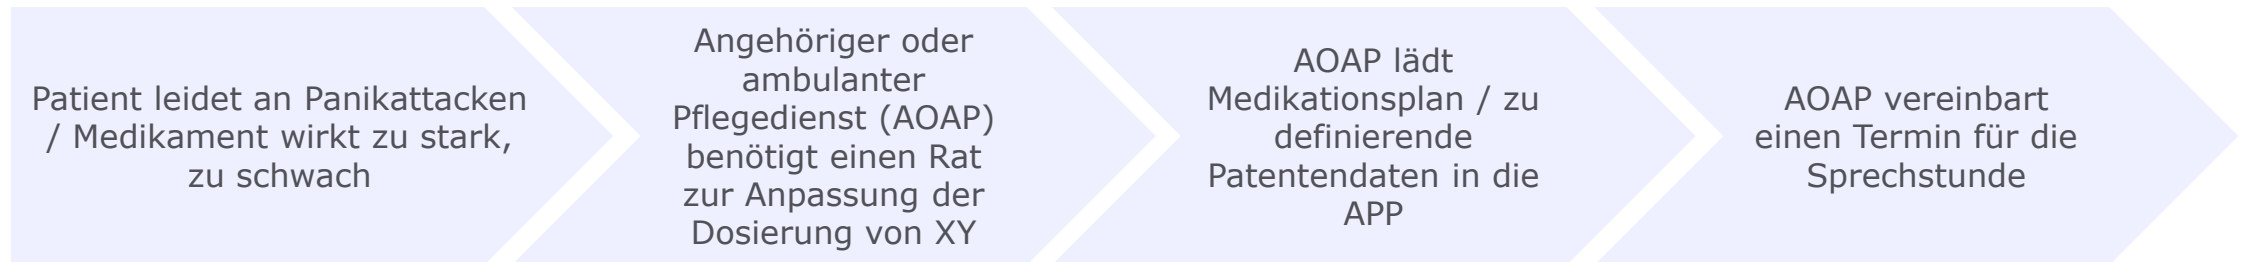 Patient leidet an Panikattacken
/ Medikament wirkt zu stark,
zu schwach
Angehöriger oder
ambulanter
Pflegedienst (AOAP)
benötigt einen Rat
zur Anpassung der
Dosierung von XY
AOAP lädt
Medikationsplan / zu
definierende
Patentendaten in die
APP
AOAP vereinbart
einen Termin für die
Sprechstunde